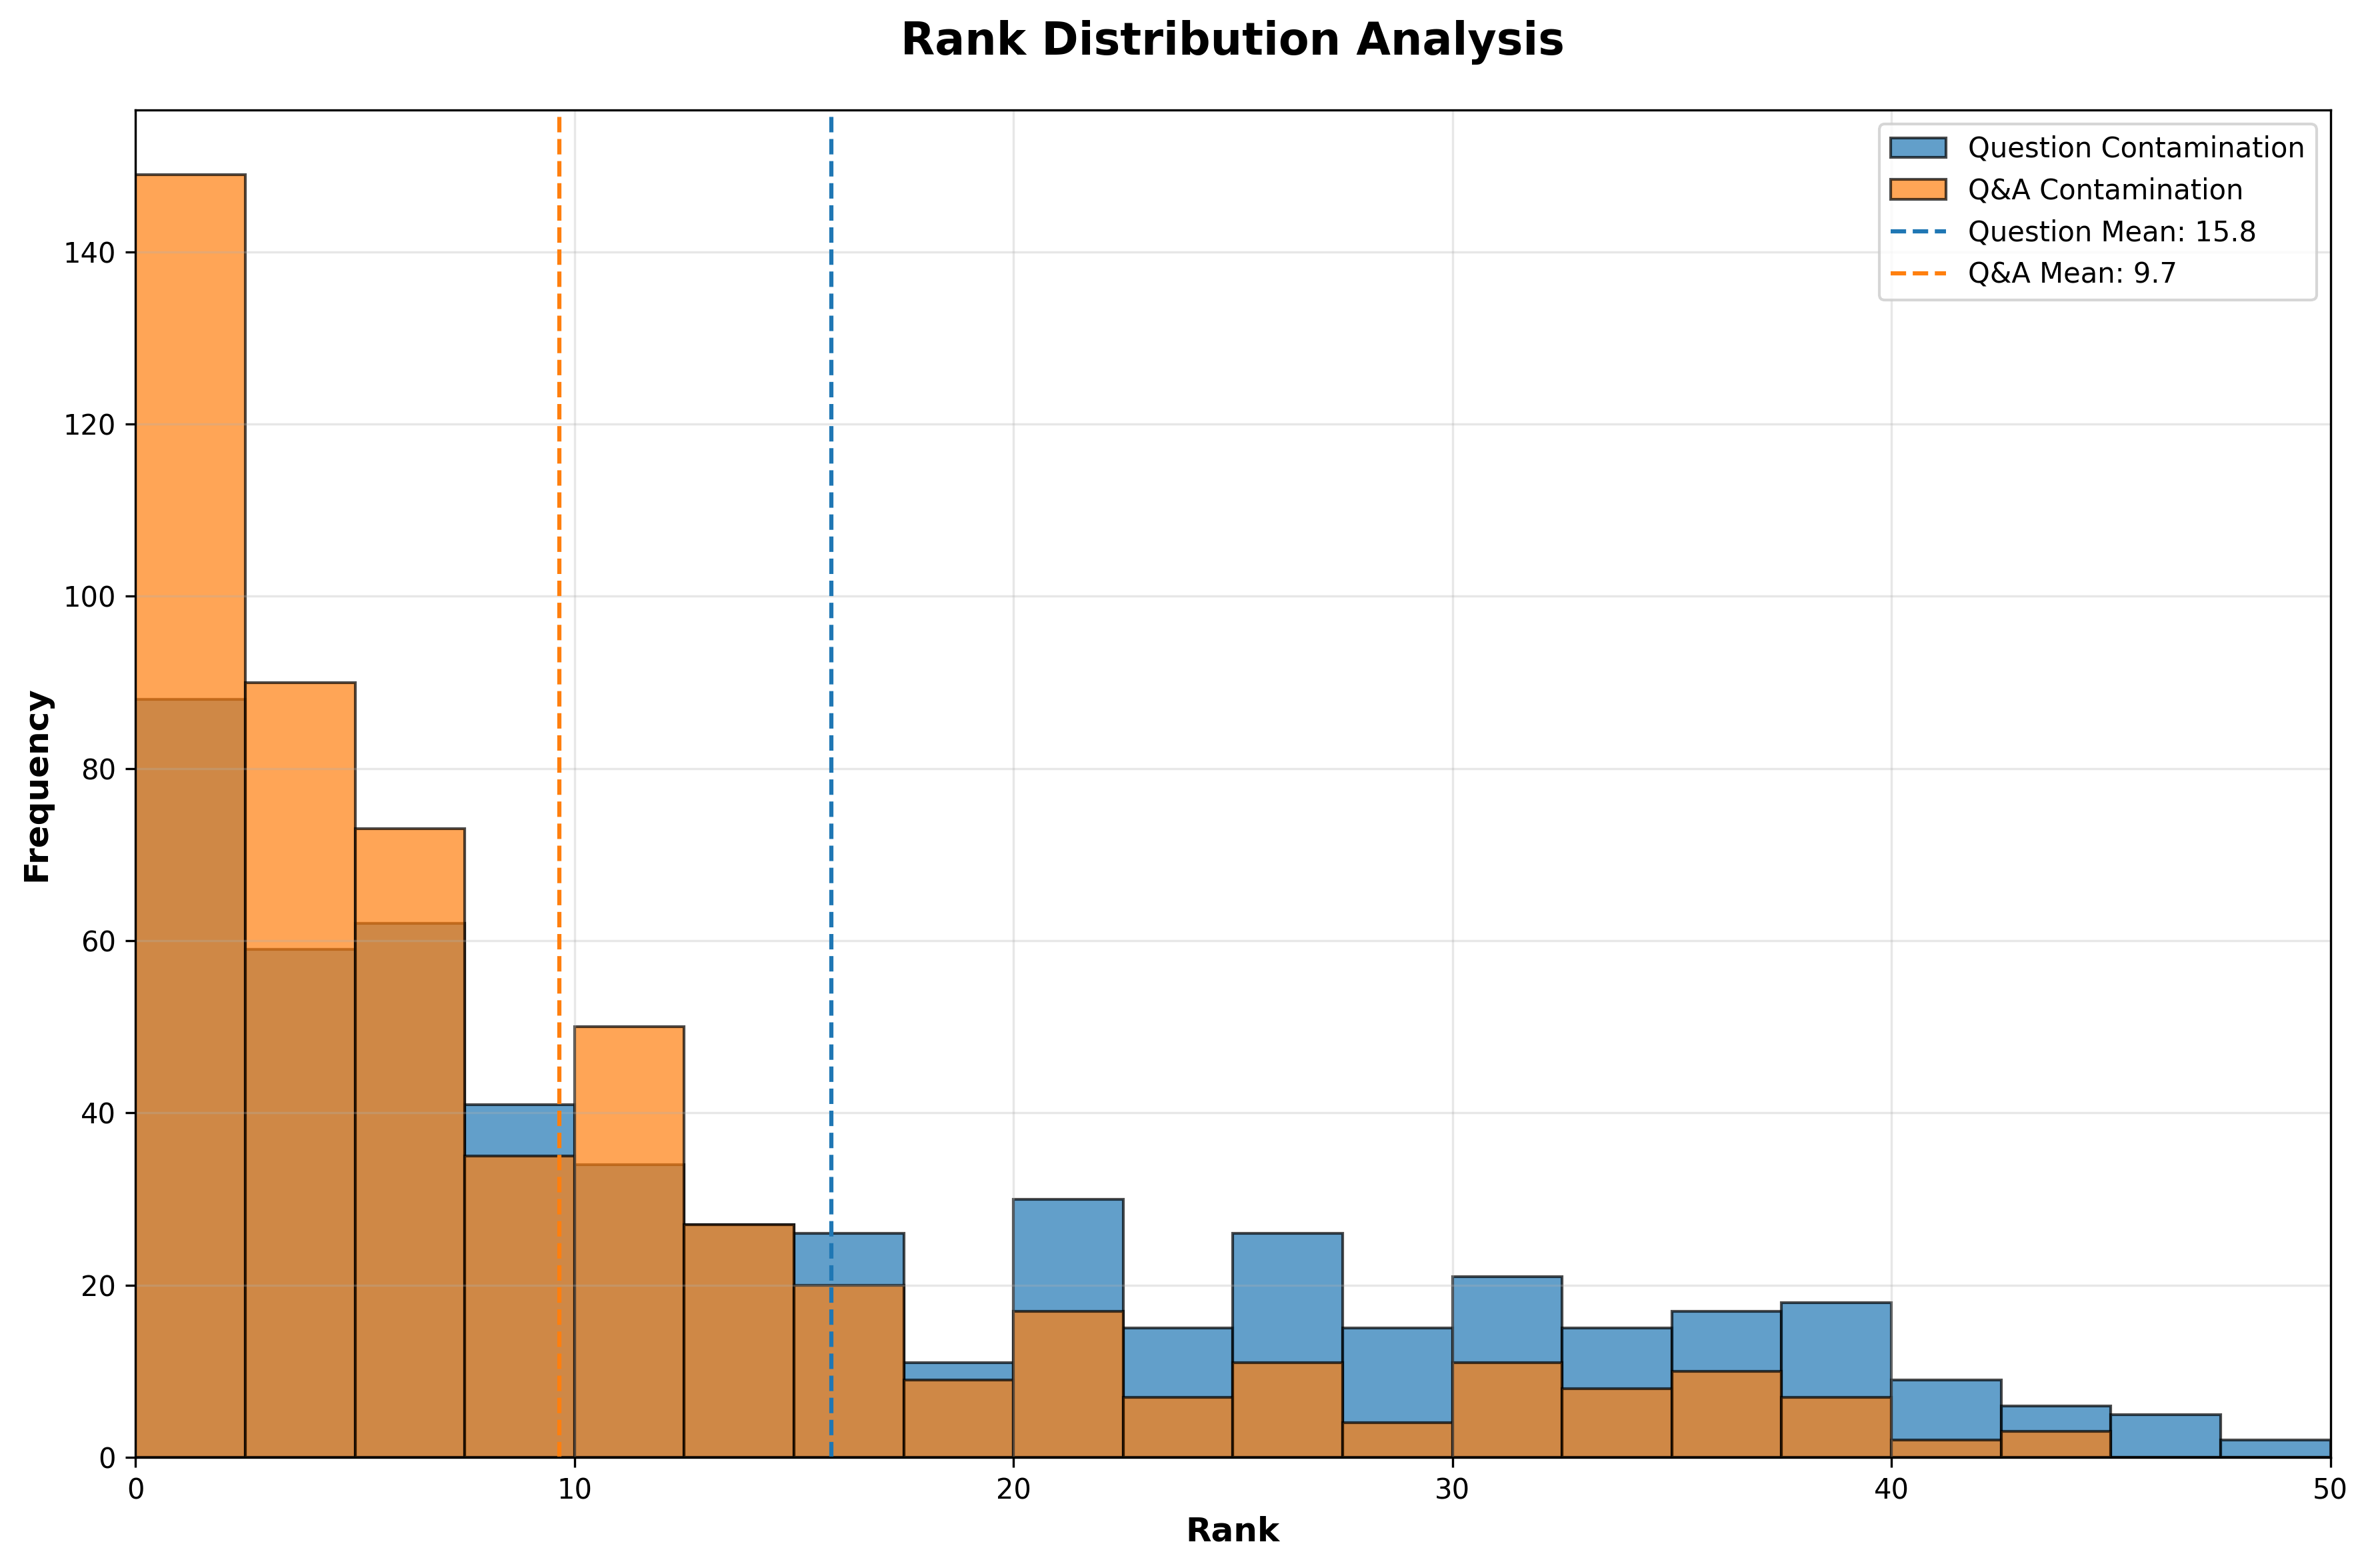 Rank Distribution Analysis
Question Contamination
Q&A Contamination
Question Mean: 15.8
Q&A Mean: 9.7
Frequency
140
120
100
80
60
40
20
0
0 10 20 30 40 50
Rank